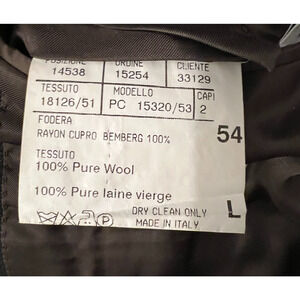 POSIZIONE ORDINE CLIENTE
14538 15254 33129
TESSUTO MODELLO CAPI
18126/51 PC 15320/53 2
FODERA
RAYON CUPRO BEMBERG 100% 54
TESSUTO
100% Pure Wool
100% Pure laine vierge
DRY CLEAN ONLY
MADE IN ITALY L